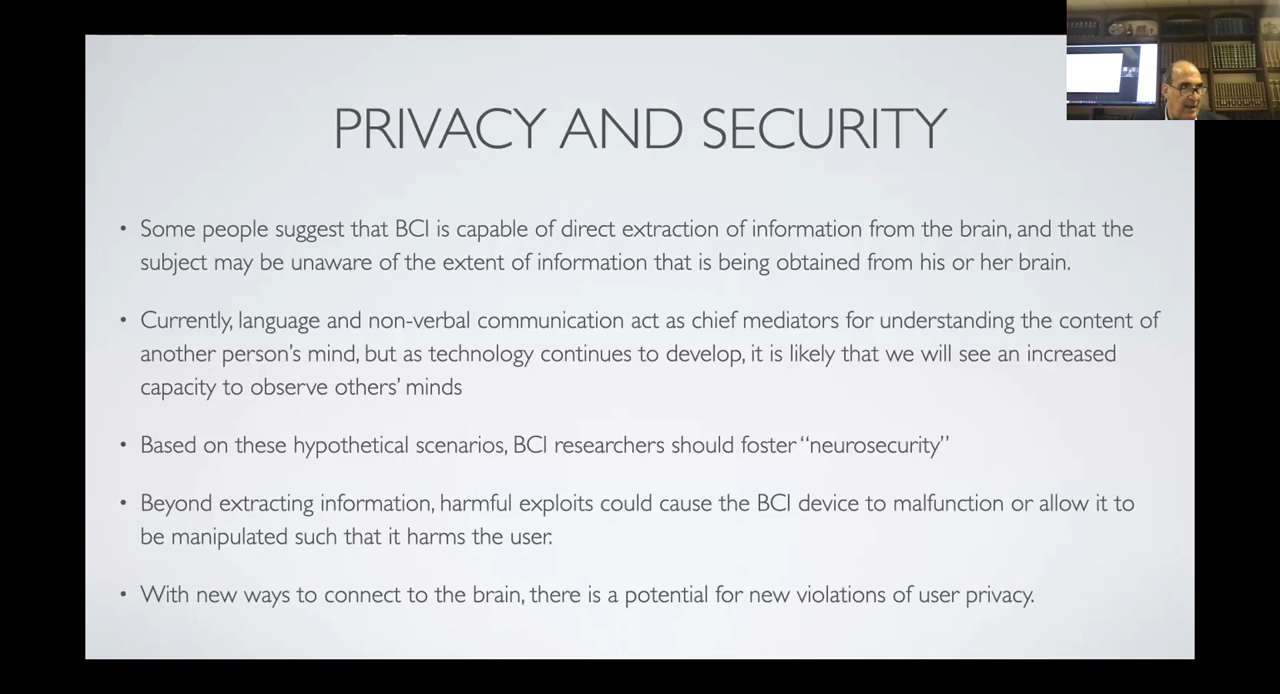 PRIVACY AND SECURITY
• Some people suggest that BCI is capable of direct extraction of information from the brain, and that the
subject may be unaware of the extent of information that is being obtained from his or her brain.
• Currently, language and non-verbal communication act as chief mediators for understanding the content of
another person's mind, but as technology continues to develop, it is likely that we will see an increased
capacity to observe others' minds
• Based on these hypothetical scenarios, BCI researchers should foster “neurosecurity”
• Beyond extracting information, harmful exploits could cause the BCI device to malfunction or allow it to
be manipulated such that it harms the user.
• With new ways to connect to the brain, there is a potential for new violations of user privacy.